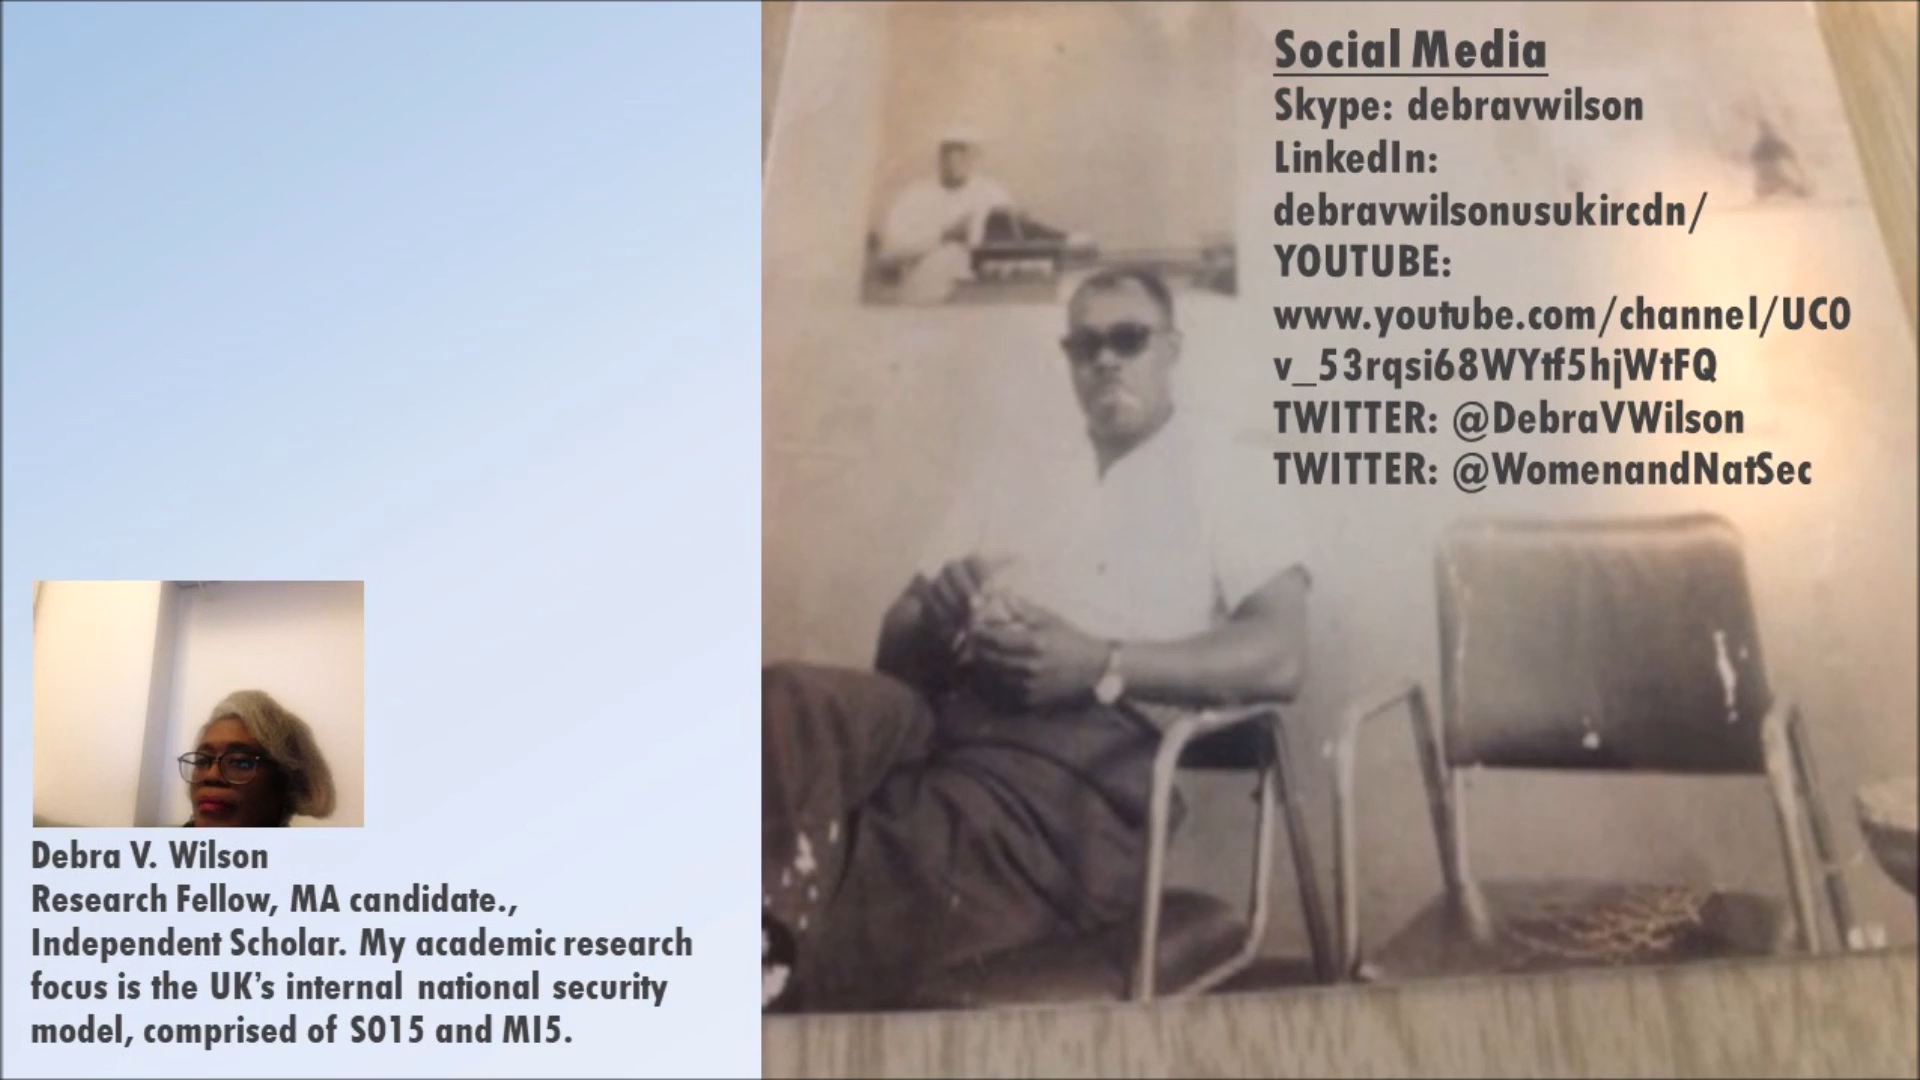 Social Media
Skype: debravwilson
LinkedIn:
debravwilsonusukircdn/
YOUTUBE:
www.youtube.com/channel/UC0
v_53rqsi68WYtf5hjWtFQ
TWITTER: @DebraVWilson
TWITTER: @WomenandNatSec
Debra V. Wilson
Research Fellow, MA candidate.,
Independent Scholar. My academic research
focus is the UK’s internal national security
model, comprised of S015 and MI5.